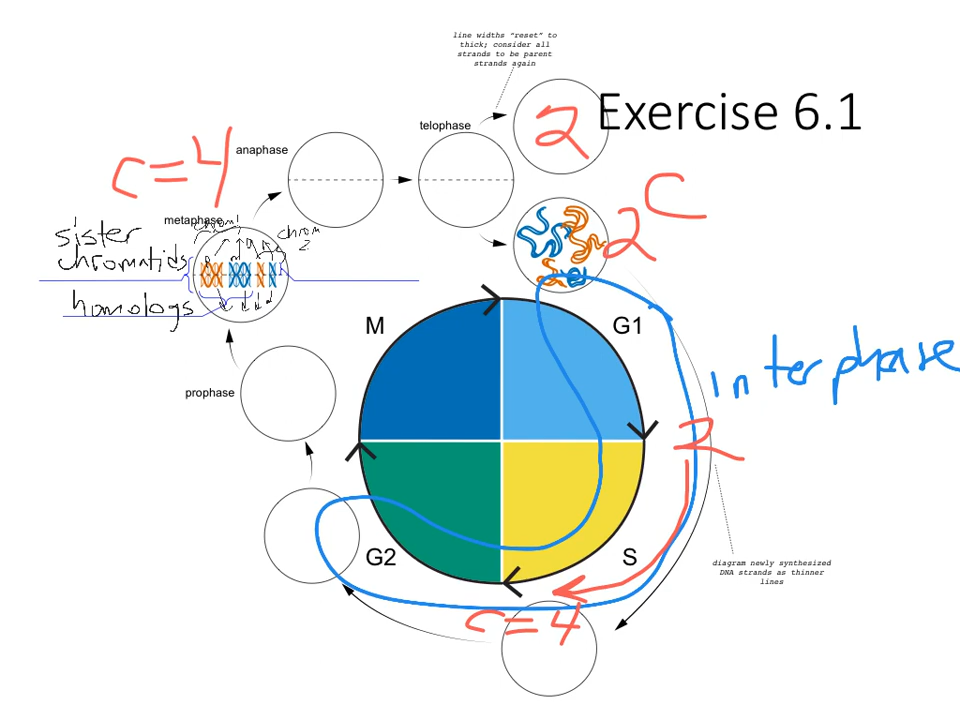 line widths "reset" to
thick; consider all
strands to be parent
strands again
Exercise 6.1
telophase
2
anaphase
c=4
2C
metaphase
chrom 1
chrom
2
sister
chromatids
homologs
M
G1
interphase
prophase
2
G2
S
diagram newly synthesized
DNA strands as thinner
lines
c=4